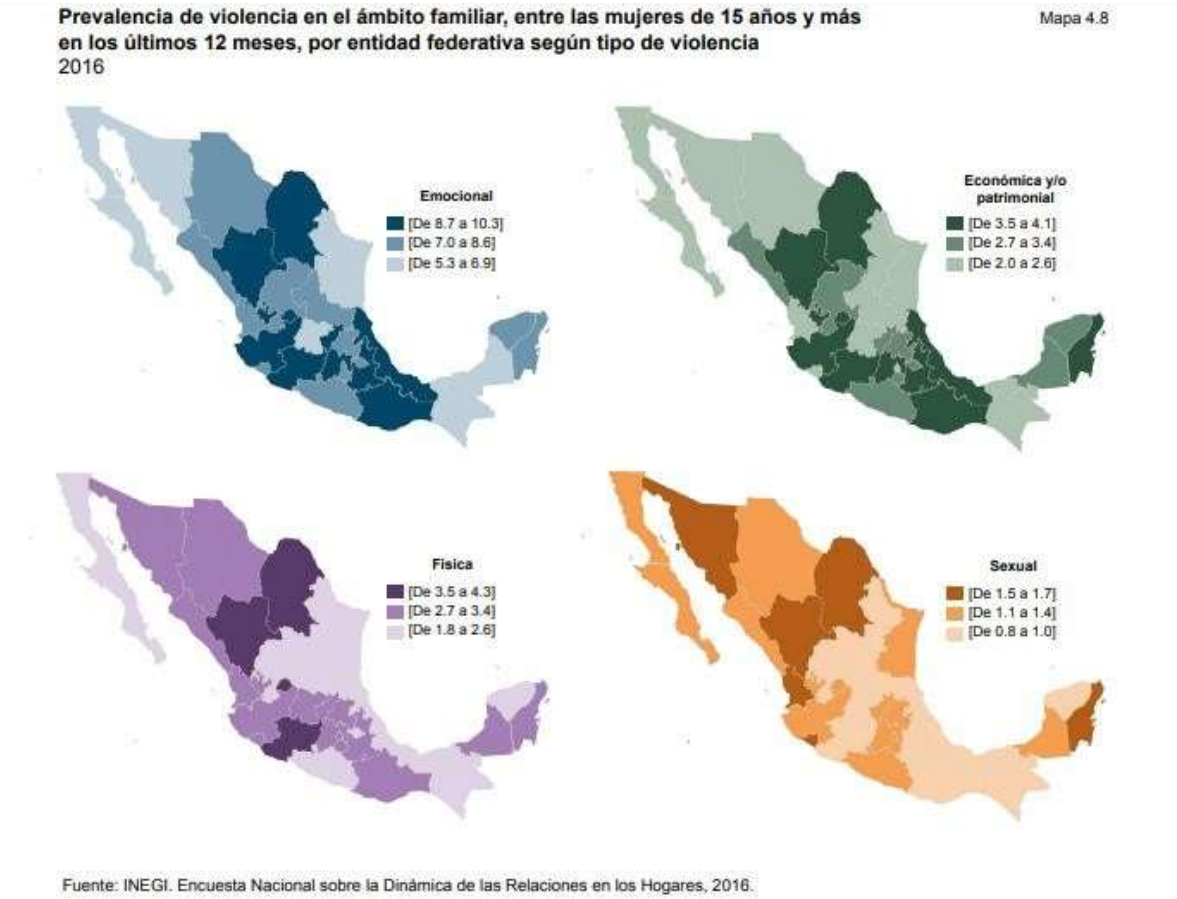 Prevalencia de violencia en el ámbito familiar, entre las mujeres de 15 años y más
en los últimos 12 meses, por entidad federativa según tipo de violencia
2016
Mapa 4.8
Emocional
[De 8.7 a 10.3]
[De 7.0 a 8.6]
[De 5.3 a 6.9]
Económica y/o
patrimonial
[De 3.5 a 4.1]
[De 2.7 a 3.4]
[De 2.0 a 2.6]
Física
[De 3.5 a 4.3]
[De 2.7 a 3.4]
[De 1.8 a 2.6]
Sexual
[De 1.5 a 1.7]
[De 1.1 a 1.4]
[De 0.8 a 1.0]
Fuente: INEGI. Encuesta Nacional sobre la Dinámica de las Relaciones en los Hogares, 2016.